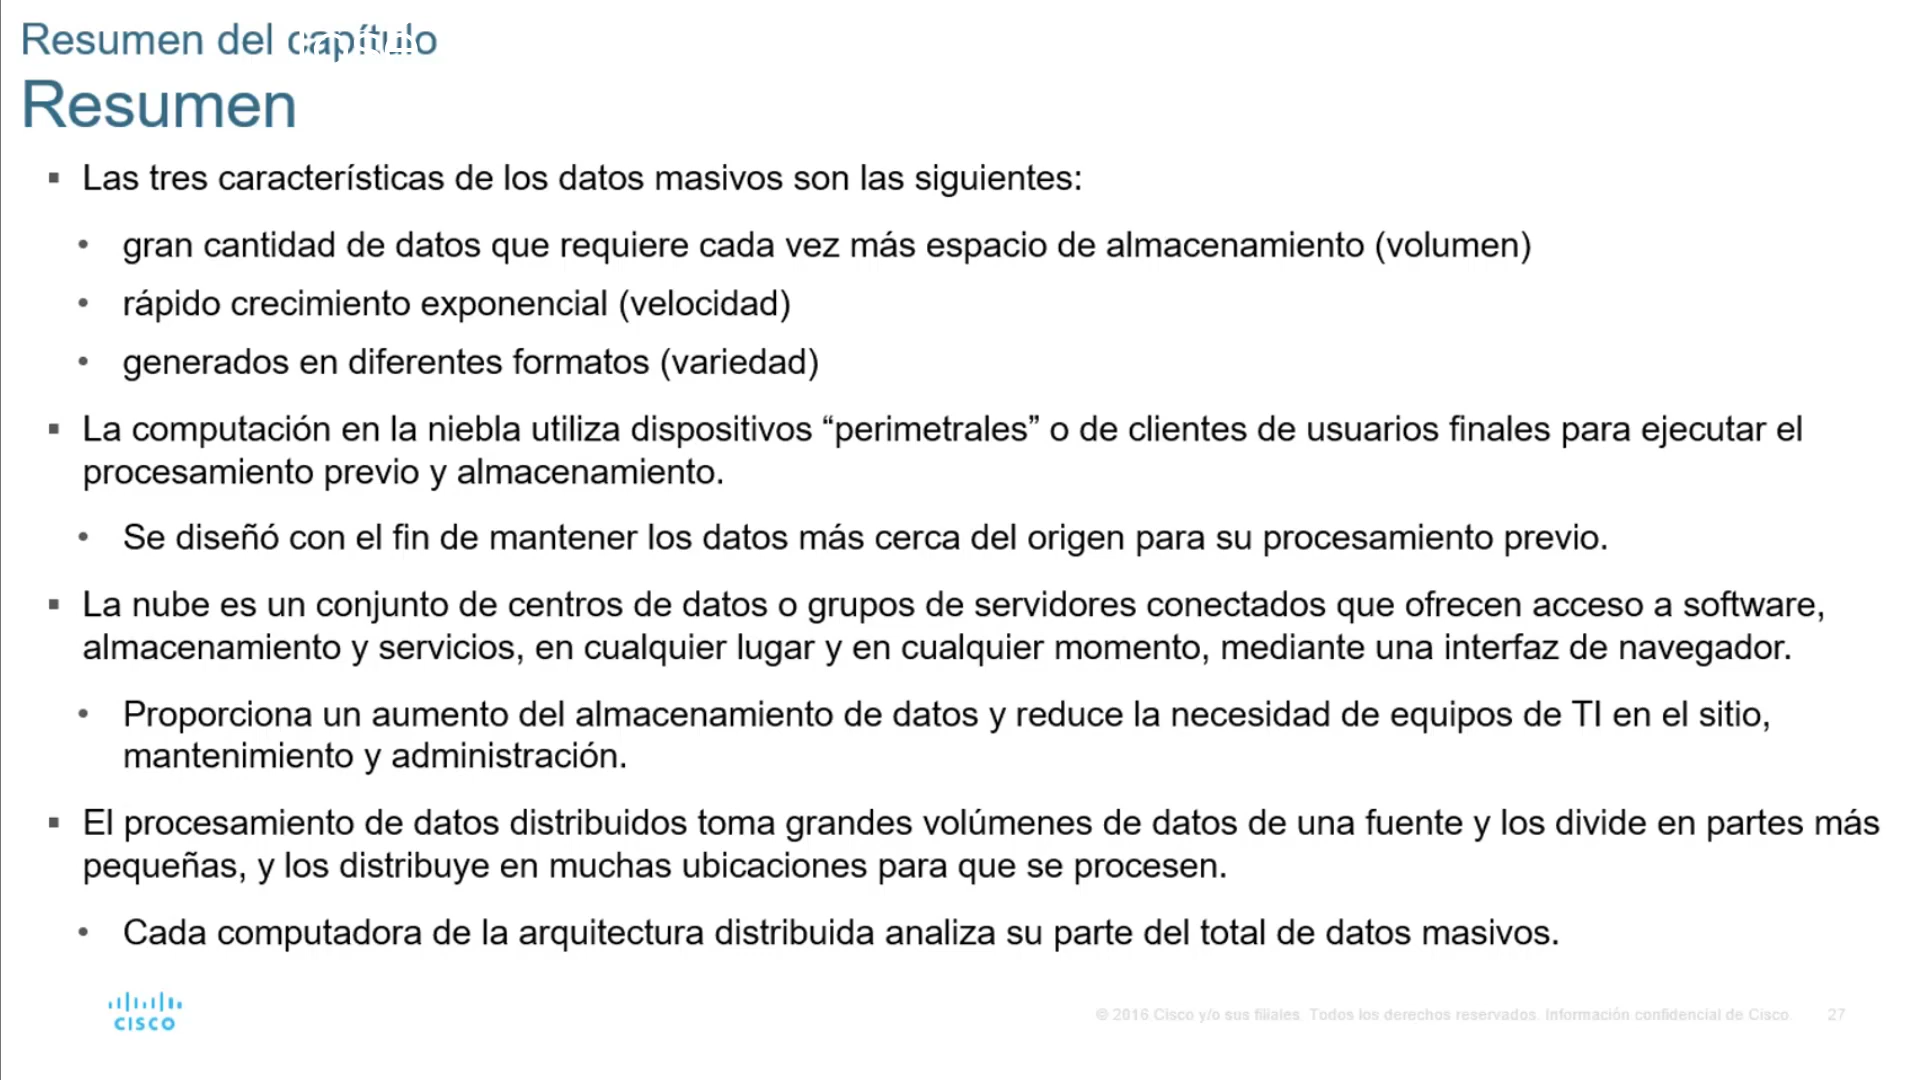 Resumen del capítulo
Resumen
▪ Las tres características de los datos masivos son las siguientes:
• gran cantidad de datos que requiere cada vez más espacio de almacenamiento (volumen)
• rápido crecimiento exponencial (velocidad)
• generados en diferentes formatos (variedad)
▪ La computación en la niebla utiliza dispositivos “perimetrales” o de clientes de usuarios finales para ejecutar el
procesamiento previo y almacenamiento.
• Se diseñó con el fin de mantener los datos más cerca del origen para su procesamiento previo.
▪ La nube es un conjunto de centros de datos o grupos de servidores conectados que ofrecen acceso a software,
almacenamiento y servicios, en cualquier lugar y en cualquier momento, mediante una interfaz de navegador.
• Proporciona un aumento del almacenamiento de datos y reduce la necesidad de equipos de TI en el sitio,
mantenimiento y administración.
▪ El procesamiento de datos distribuidos toma grandes volúmenes de datos de una fuente y los divide en partes más
pequeñas, y los distribuye en muchas ubicaciones para que se procesen.
• Cada computadora de la arquitectura distribuida analiza su parte del total de datos masivos.
CISCO
© 2016 Cisco y/o sus filiales. Todos los derechos reservados. Información confidencial de Cisco. 27